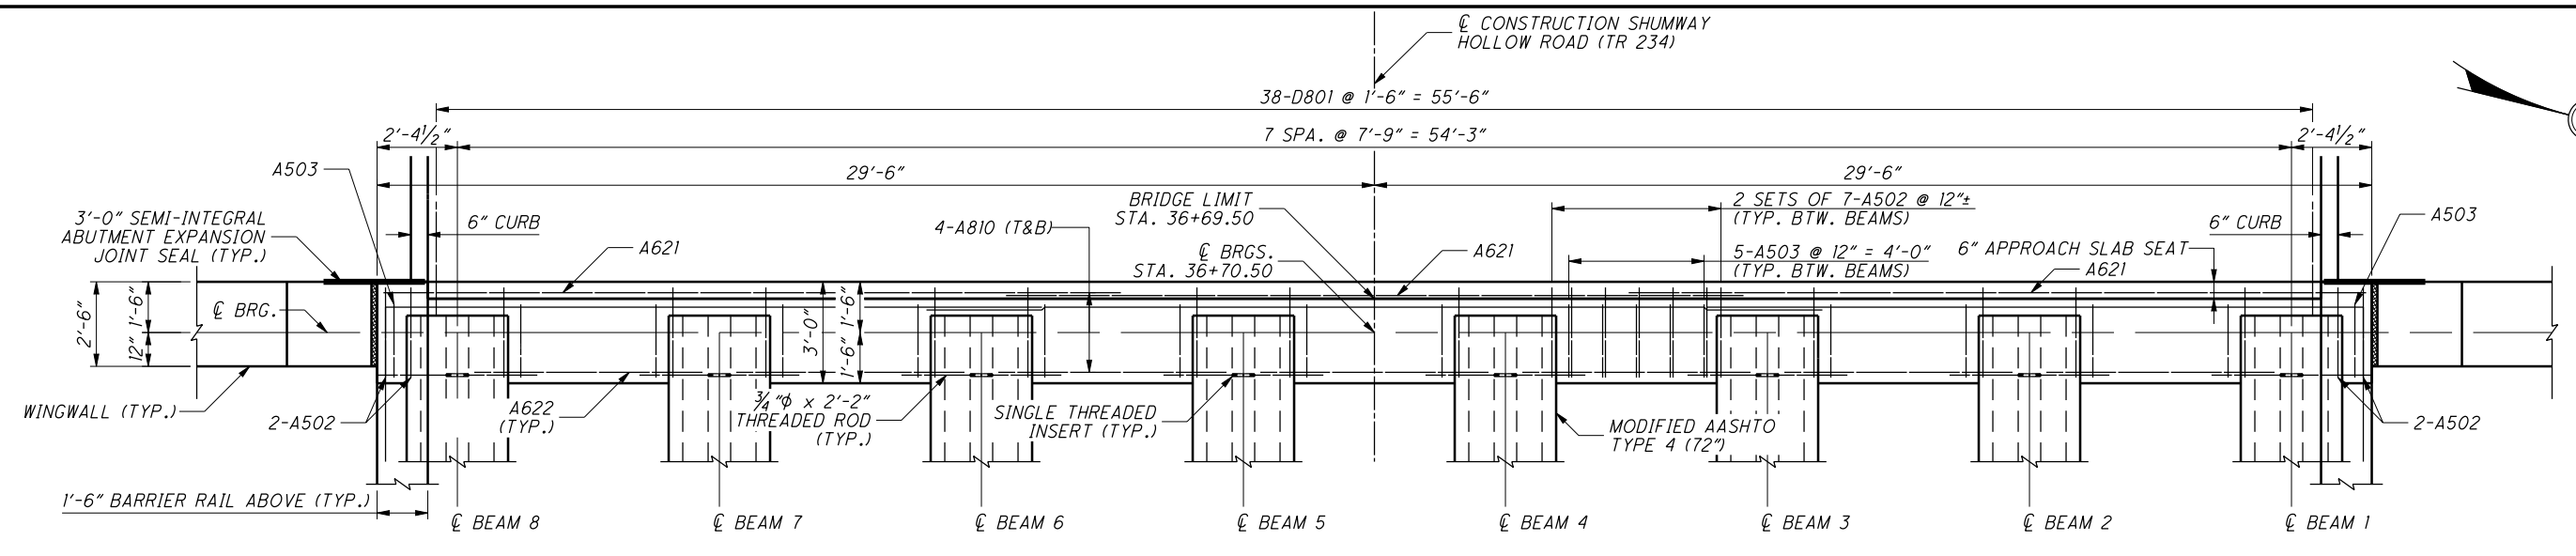 ℄ CONSTRUCTION SHUMWAY
HOLLOW ROAD (TR 234)
38-D801 @ 1'-6" = 55'-6"
2'-4½"
7 SPA. @ 7'-9" = 54'-3"
2'-4½"
A503
29'-6"
29'-6"
3'-0" SEMI-INTEGRAL
ABUTMENT EXPANSION
JOINT SEAL (TYP.)
6" CURB
A621
4-A810 (T&B)
BRIDGE LIMIT
STA. 36+69.50
℄ BRGS.
STA. 36+70.50
A621
2 SETS OF 7-A502 @ 12"±
(TYP. BTW. BEAMS)
5-A503 @ 12" = 4'-0"
(TYP. BTW. BEAMS)
6" APPROACH SLAB SEAT
A621
6" CURB
A503
2'-6"
1'-6"
12"
℄ BRG.
3'-0"
1'-6"
1'-6"
WINGWALL (TYP.)
2-A502
A622
(TYP.)
¾"ϕ x 2'-2"
THREADED ROD
(TYP.)
SINGLE THREADED
INSERT (TYP.)
MODIFIED AASHTO
TYPE 4 (72")
2-A502
1'-6" BARRIER RAIL ABOVE (TYP.)
℄ BEAM 8
℄ BEAM 7
℄ BEAM 6
℄ BEAM 5
℄ BEAM 4
℄ BEAM 3
℄ BEAM 2
℄ BEAM 1